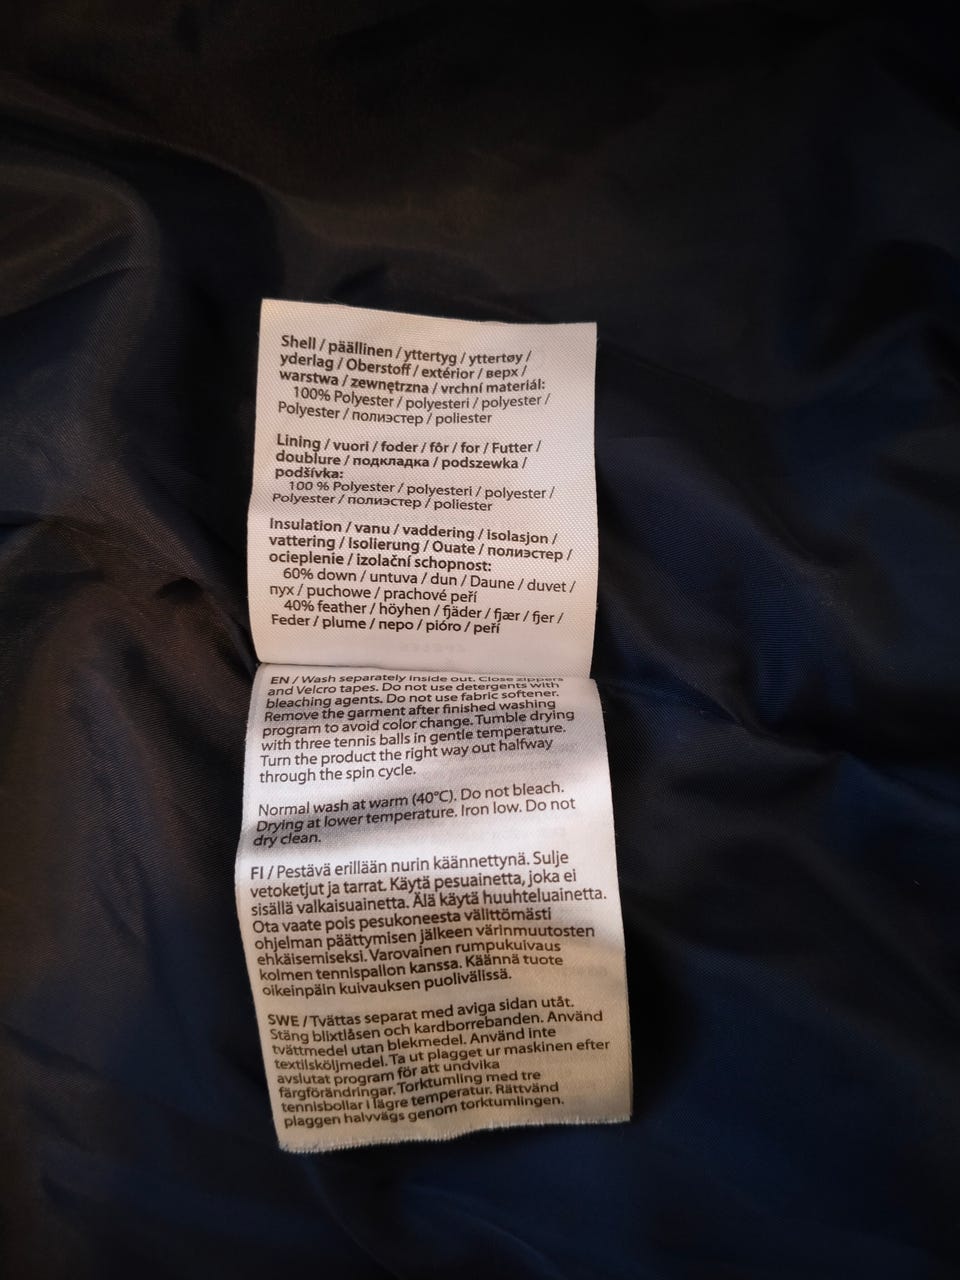 Shell / päällinen / yttertyg / yttertøy /
yderlag / Oberstoff / extérior / верх /
warstwa / zewnętrzna / vrchní materiál:
100% Polyester / polyesteri / polyester /
Polyester / полиэстер / poliester
Lining / vuori / foder / fôr / for / Futter /
doublure / подкладка / podszewka /
podšívka:
100 % Polyester / polyesteri / polyester /
Polyester / полиэстер / poliester
Insulation / vanu / vaddering / isolasjon /
vattering / Isolierung / Ouate / полиэстер /
ocieplenie / izolační schopnost:
60% down / untuva / dun / Daune / duvet /
пух / puchowe / prachové peří
40% feather / höyhen / fjäder / fjær / fjer /
Feder / plume / перо / pióro / peří
EN / Wash separately inside out. Close zippers
and Velcro tapes. Do not use detergents with
bleaching agents. Do not use fabric softener.
Remove the garment after finished washing
program to avoid color change. Tumble drying
with three tennis balls in gentle temperature.
Turn the product the right way out halfway
through the spin cycle.
Normal wash at warm (40°C). Do not bleach.
Drying at lower temperature. Iron low. Do not
dry clean.
FI / Pestävä erillään nurin käännettynä. Sulje
vetoketjut ja tarrat. Käytä pesuainetta, joka ei
sisällä valkaisuainetta. Älä käytä huuhteluainetta.
Ota vaate pois pesukoneesta välittömästi
ohjelman päättymisen jälkeen värinmuutosten
ehkäisemiseksi. Varovainen rumpukuivaus
kolmen tennispallon kanssa. Käännä tuote
oikeinpäin kuivauksen puolivälissä.
SWE / Tvättas separat med aviga sidan utåt.
Stäng blixtlåsen och kardborrebanden. Använd
tvättmedel utan blekmedel. Använd inte
textilsköljmedel. Ta ut plagget ur maskinen efter
avslutat program för att undvika
färgförändringar. Torktumling med tre
tennisbollar i lägre temperatur. Rättvänd
plaggen halvvägs genom torktumlingen.